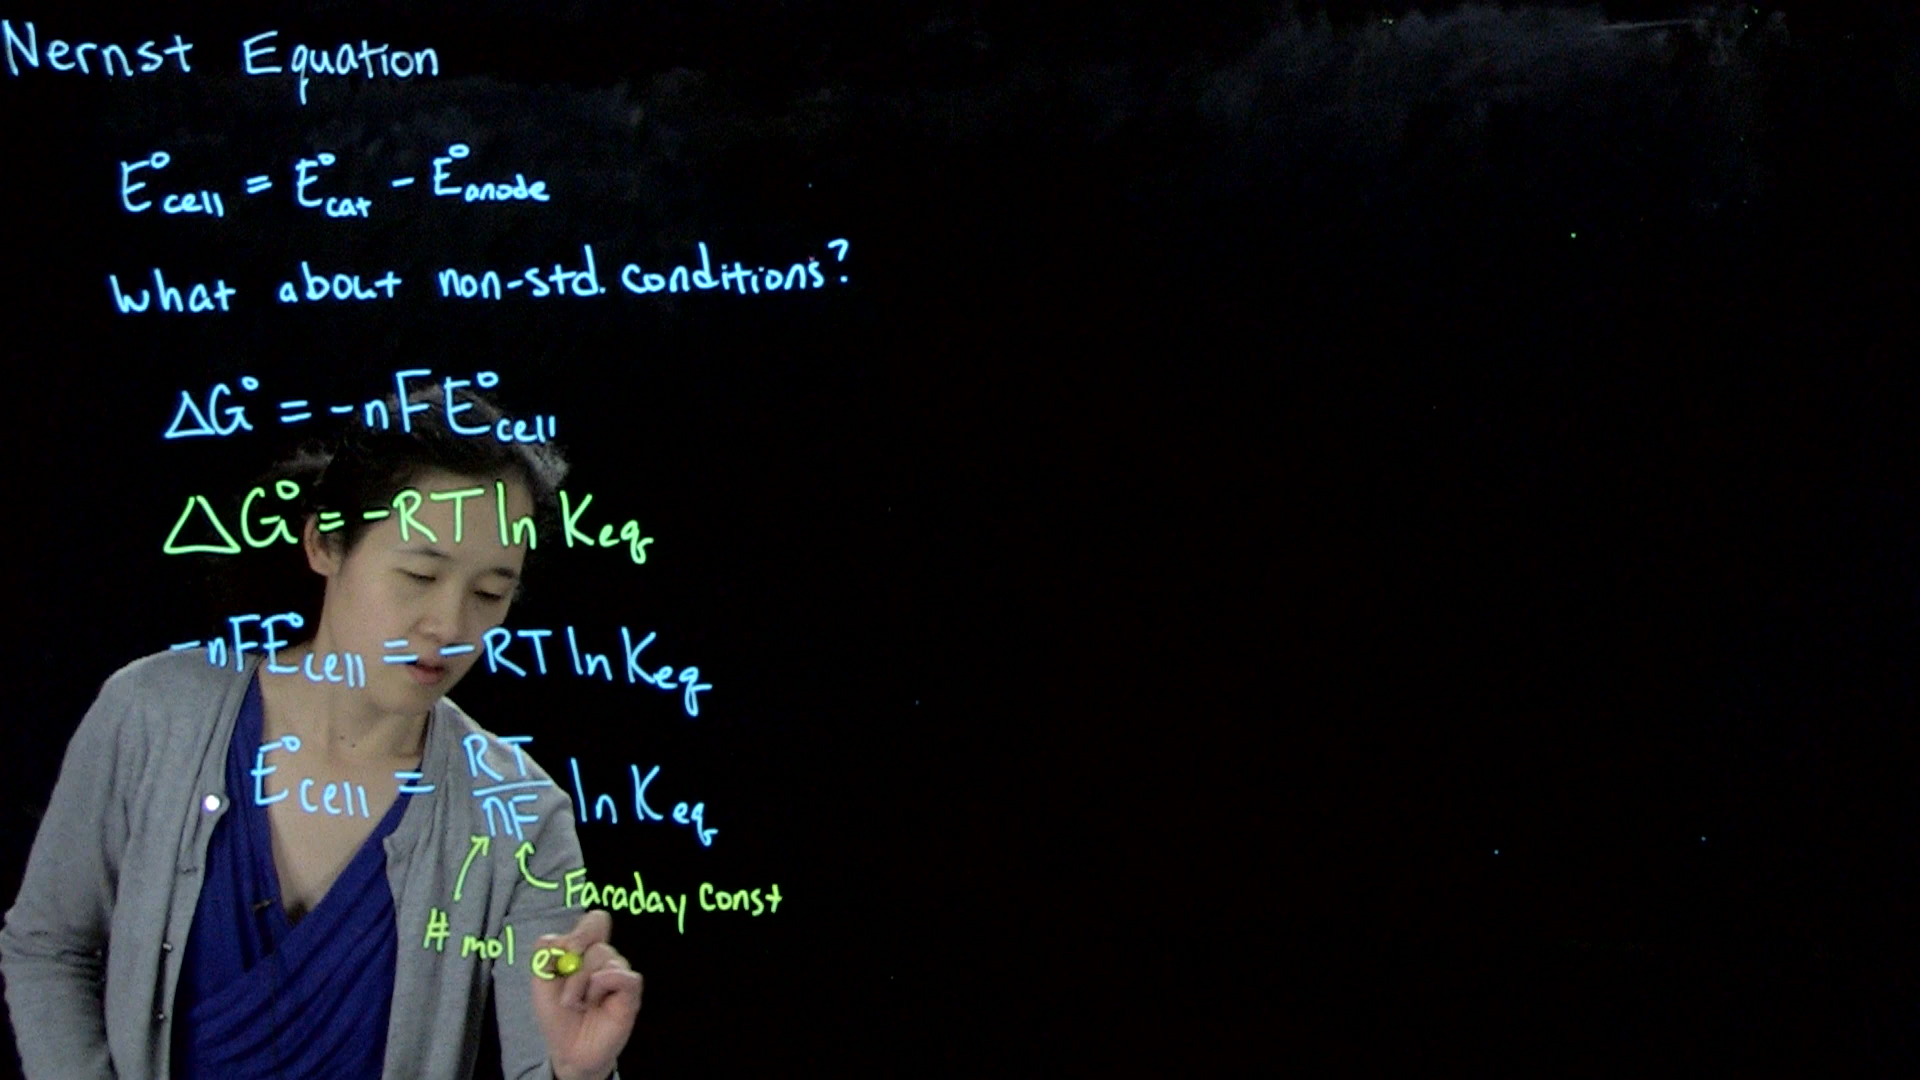 Nernst Equation
E°cell = E°cat - E°anode
What about non-std. conditions?
ΔG° = -nFE°cell
ΔG° = -RT ln Keq
-nFE°cell = -RT ln Keq
E°cell = RT/nF ln Keq
Faraday const
# mol e-